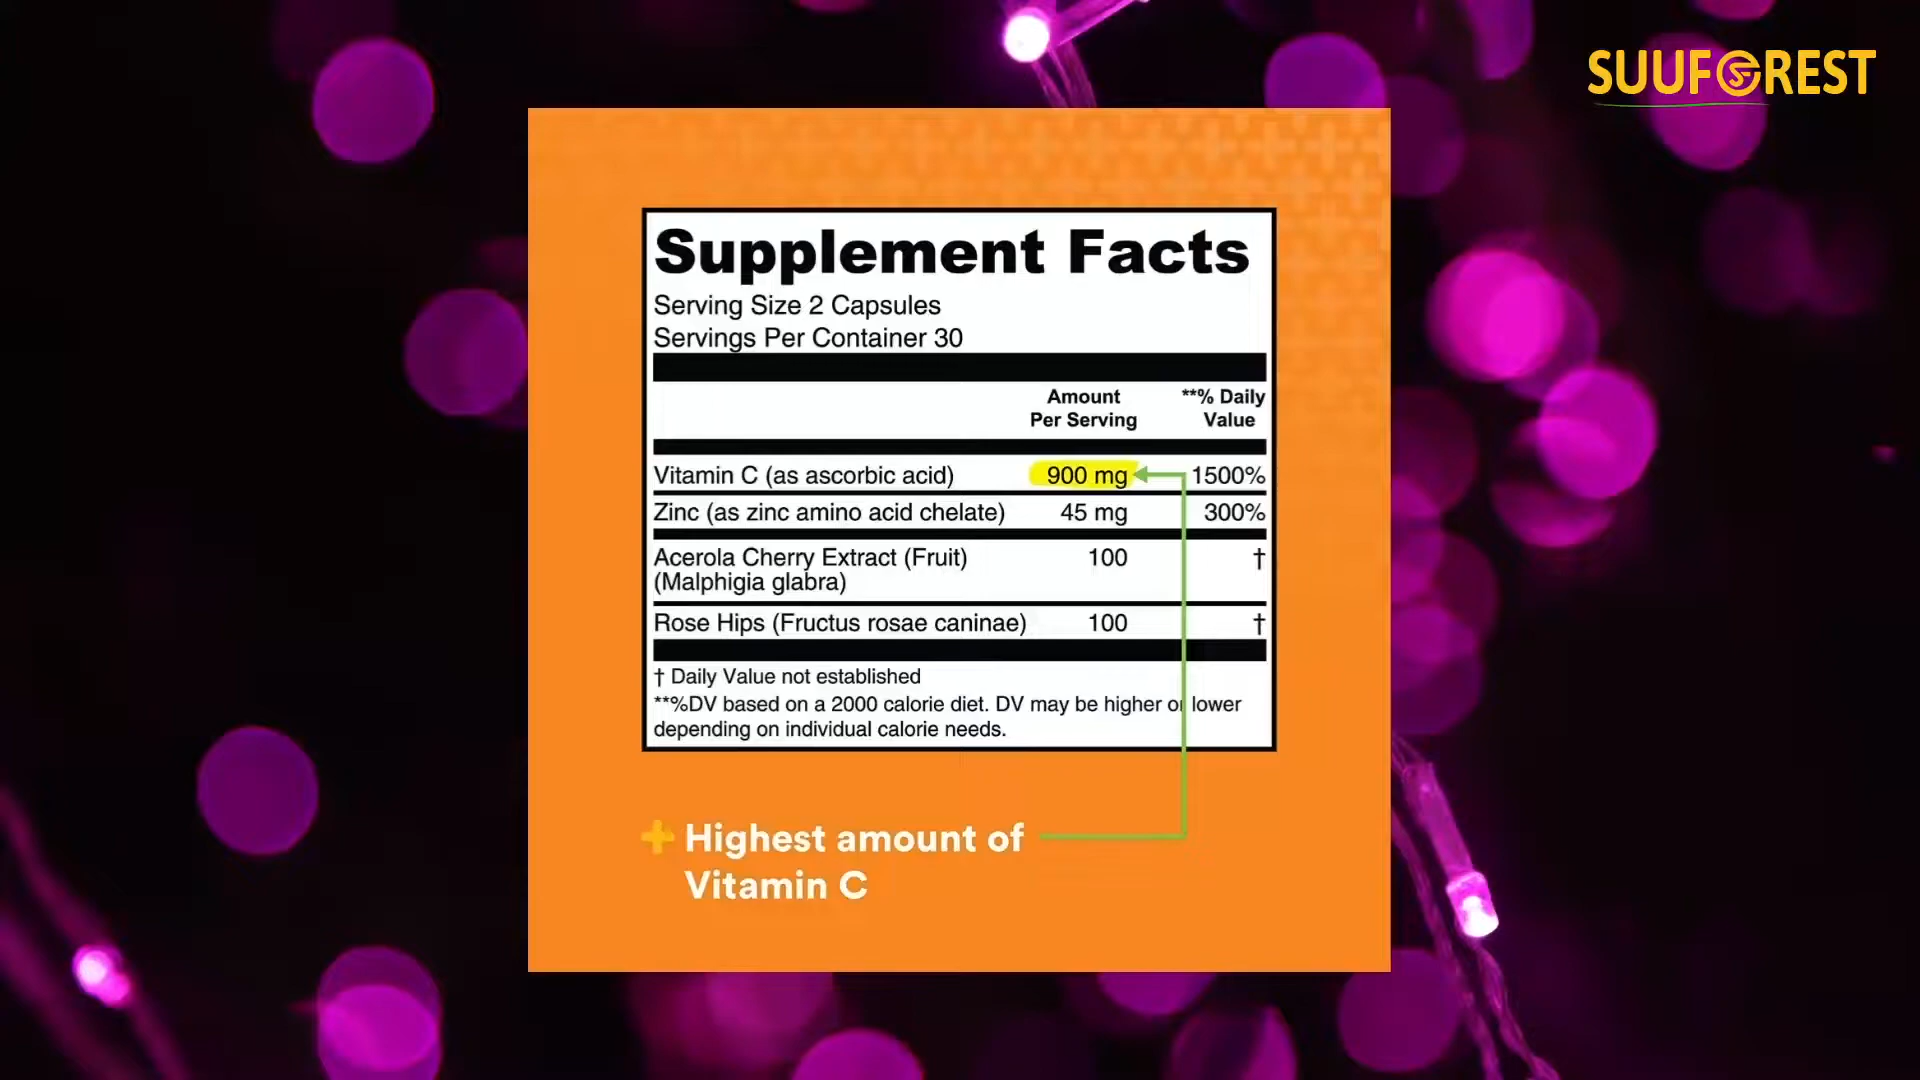 SUUFOREST
Supplement Facts
Serving Size 2 Capsules
Servings Per Container 30
Amount Per Serving
**% Daily Value
Vitamin C (as ascorbic acid) 900 mg 1500%
Zinc (as zinc amino acid chelate) 45 mg 300%
Acerola Cherry Extract (Fruit) 100 †
(Malphigia glabra)
Rose Hips (Fructus rosae caninae) 100 †
† Daily Value not established
**%DV based on a 2000 calorie diet. DV may be higher or lower
depending on individual calorie needs.
Highest amount of
Vitamin C